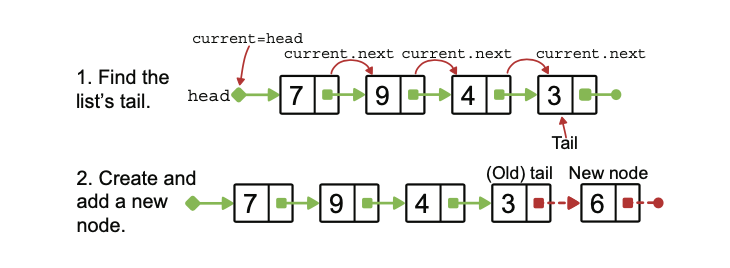 current=head
current.next current.next current.next
1. Find the
list's tail.
head 7 9 4 3
Tail
2. Create and
add a new
node.
(Old) tail New node
7 9 4 3 6